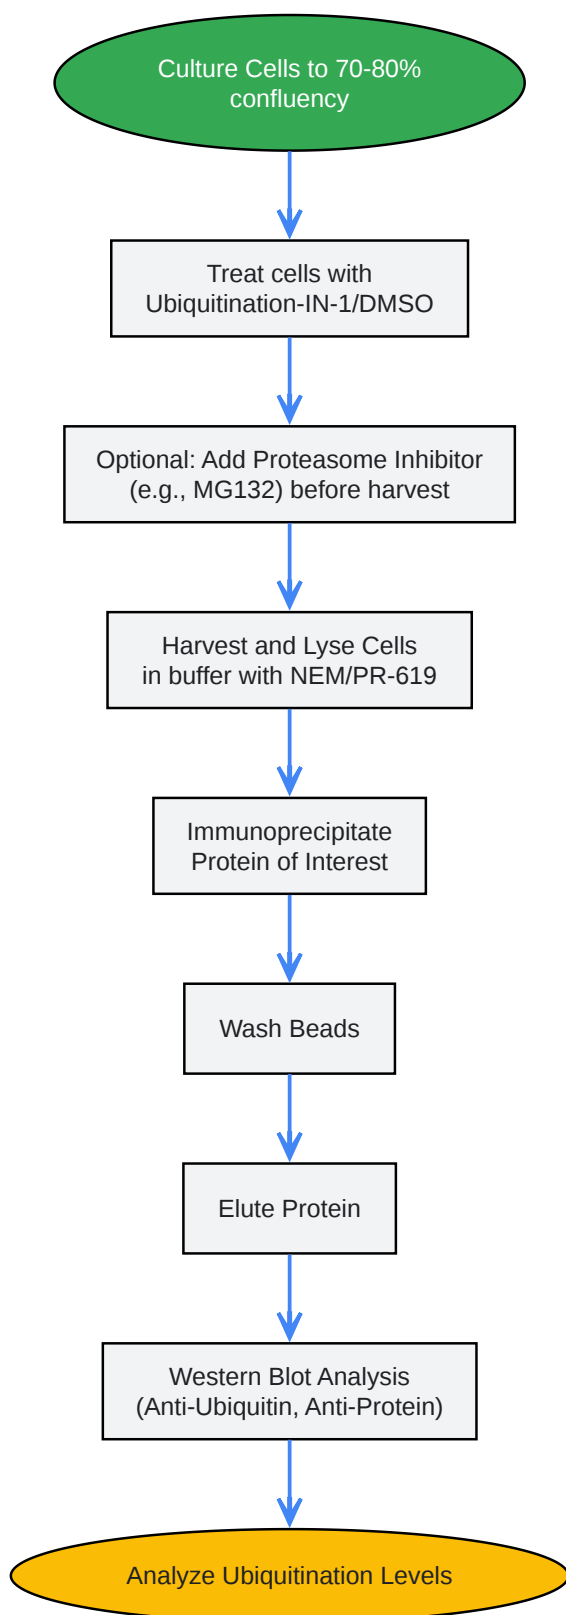 Culture Cells to 70-80%
confluency
Treat cells with
Ubiquitination-IN-1/DMSO
Optional: Add Proteasome Inhibitor
(e.g., MG132) before harvest
Harvest and Lyse Cells
in buffer with NEM/PR-619
Immunoprecipitate
Protein of Interest
Wash Beads
Elute Protein
Western Blot Analysis
(Anti-Ubiquitin, Anti-Protein)
Analyze Ubiquitination Levels